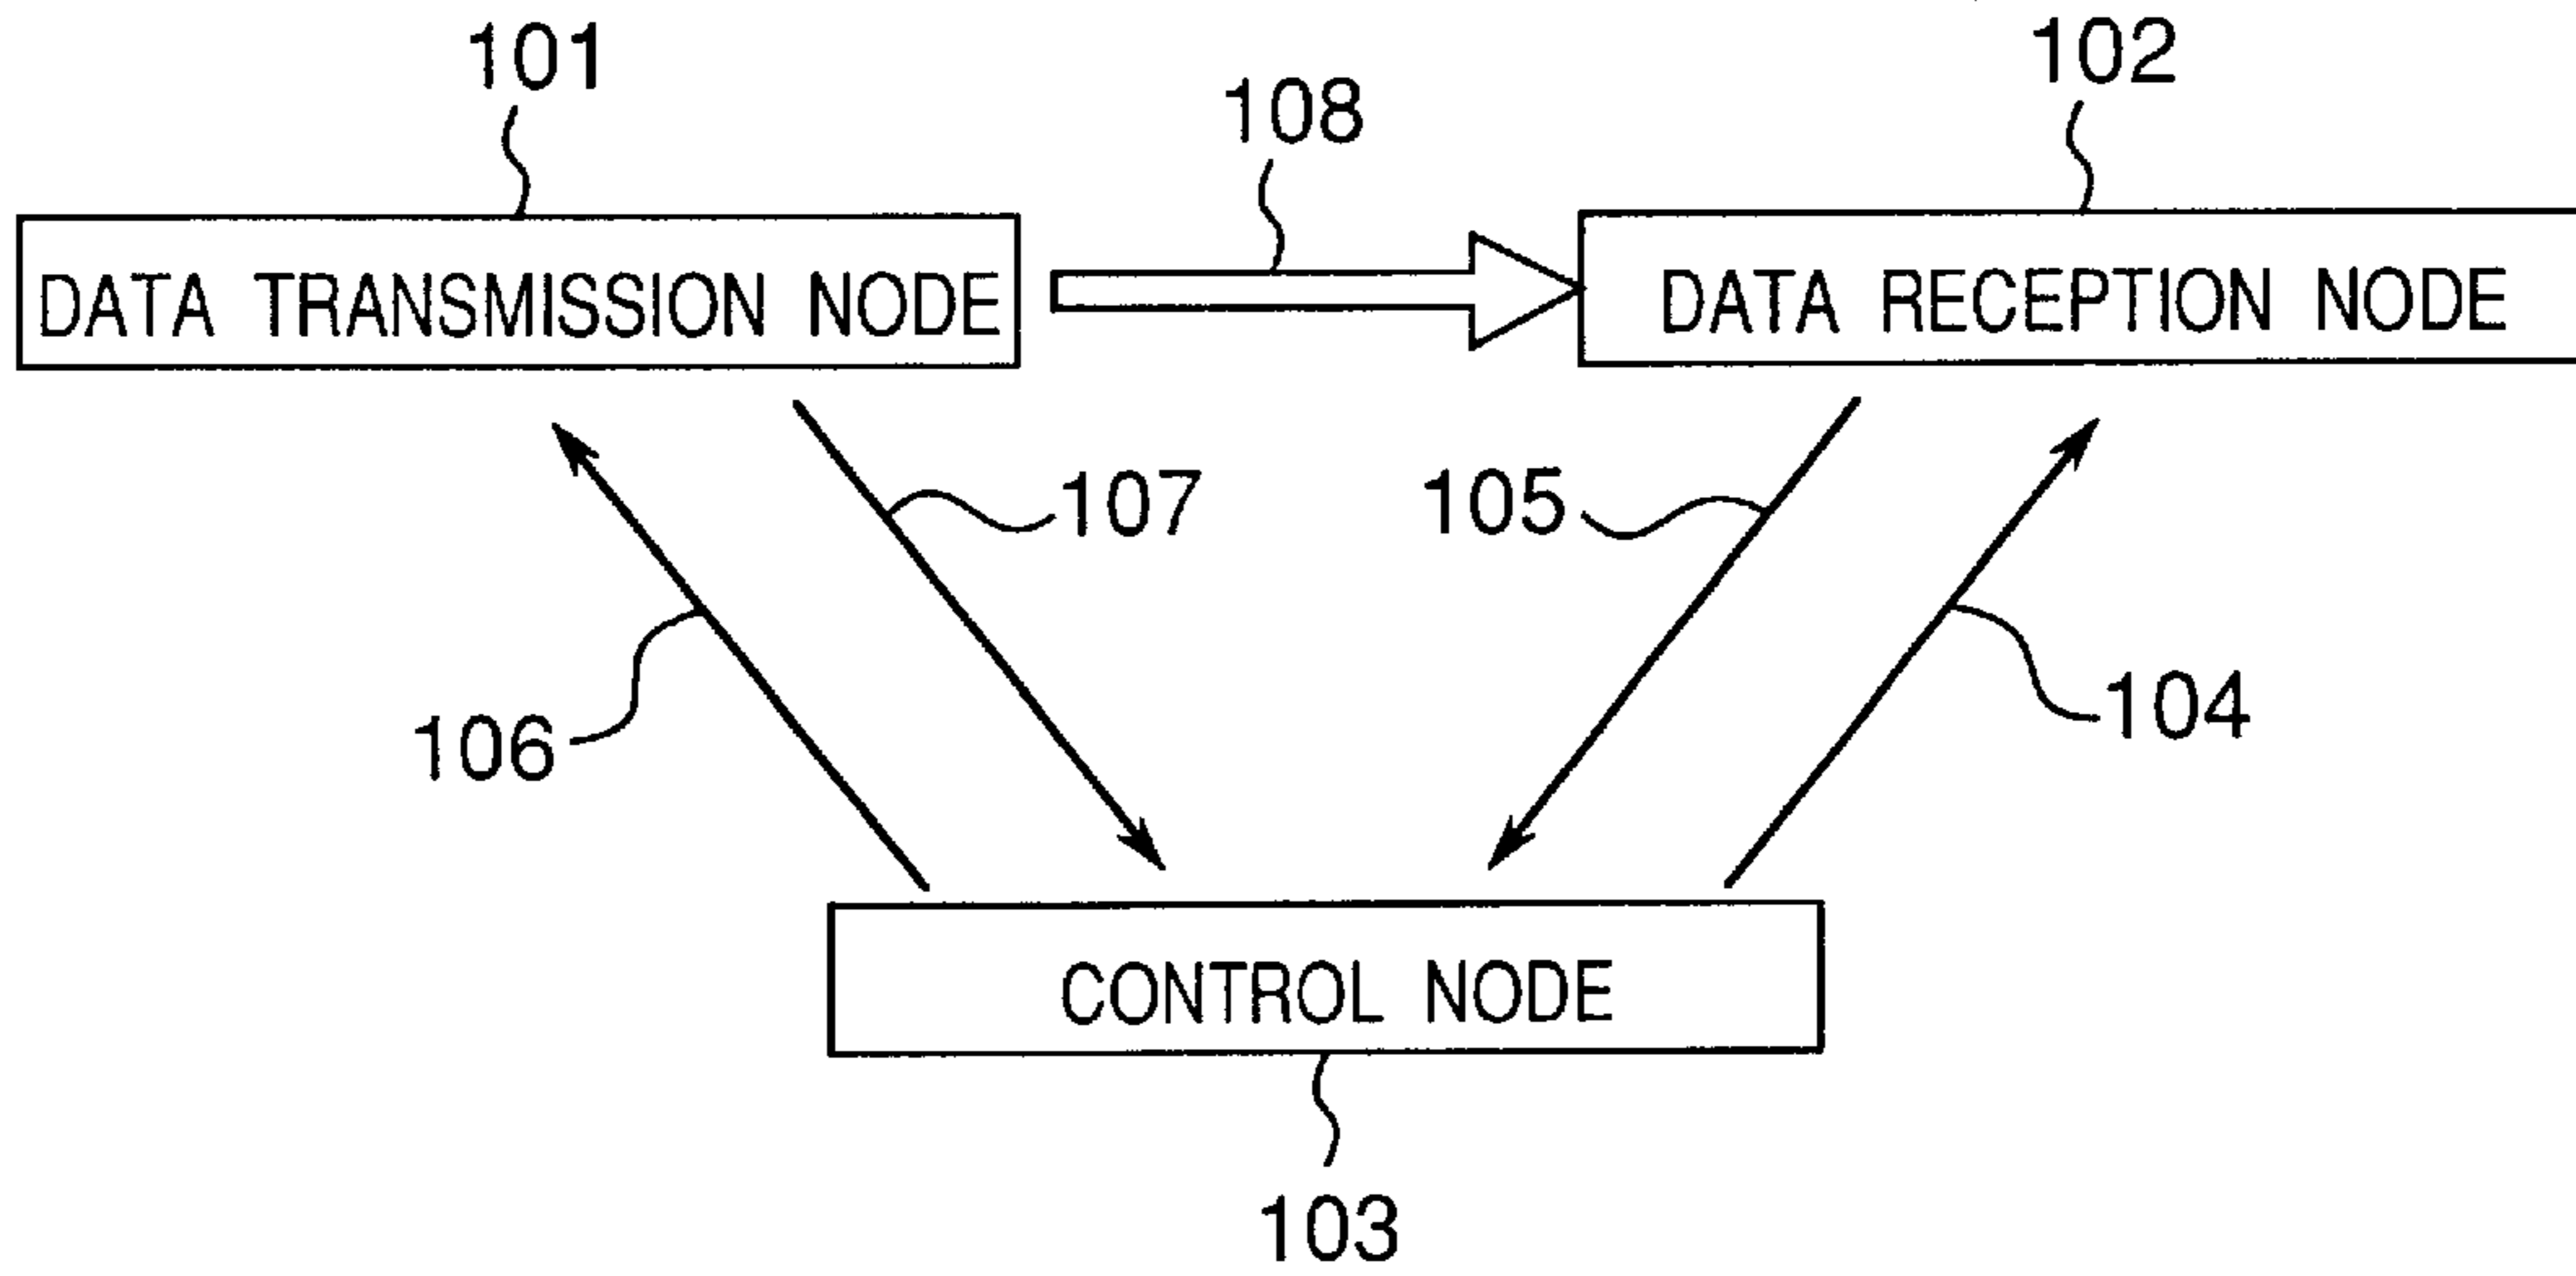 101
102
108
DATA TRANSMISSION NODE
DATA RECEPTION NODE
107
105
106
104
CONTROL NODE
103